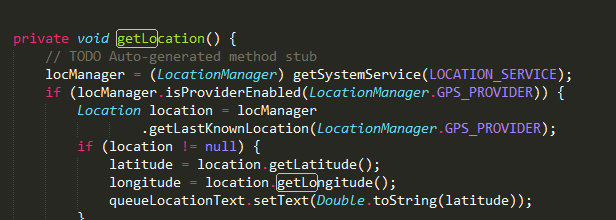 private void getLocation() {
// TODO Auto-generated method stub
locManager = (LocationManager) getSystemService(LOCATION_SERVICE);
if (locManager.isProviderEnabled(LocationManager.GPS_PROVIDER)) {
Location location = locManager
.getLastKnownLocation(LocationManager.GPS_PROVIDER);
if (location != null) {
latitude = location.getLatitude();
longitude = location.getLongitude();
queueLocationText.setText(Double.toString(latitude));
}